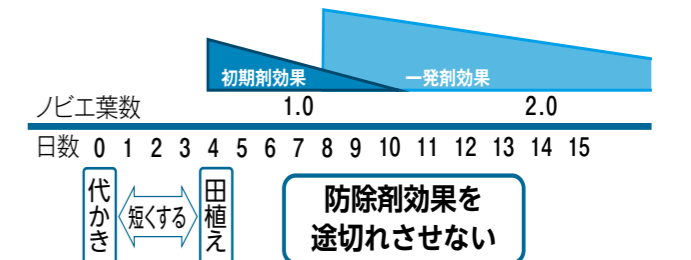 初期剤効果 一発剤効果
ノビエ葉数 1.0 2.0
日数 0 1 2 3 4 5 6 7 8 9 10 11 12 13 14 15
代かき 短くする 田植え
防除剤効果を
途切れさせない